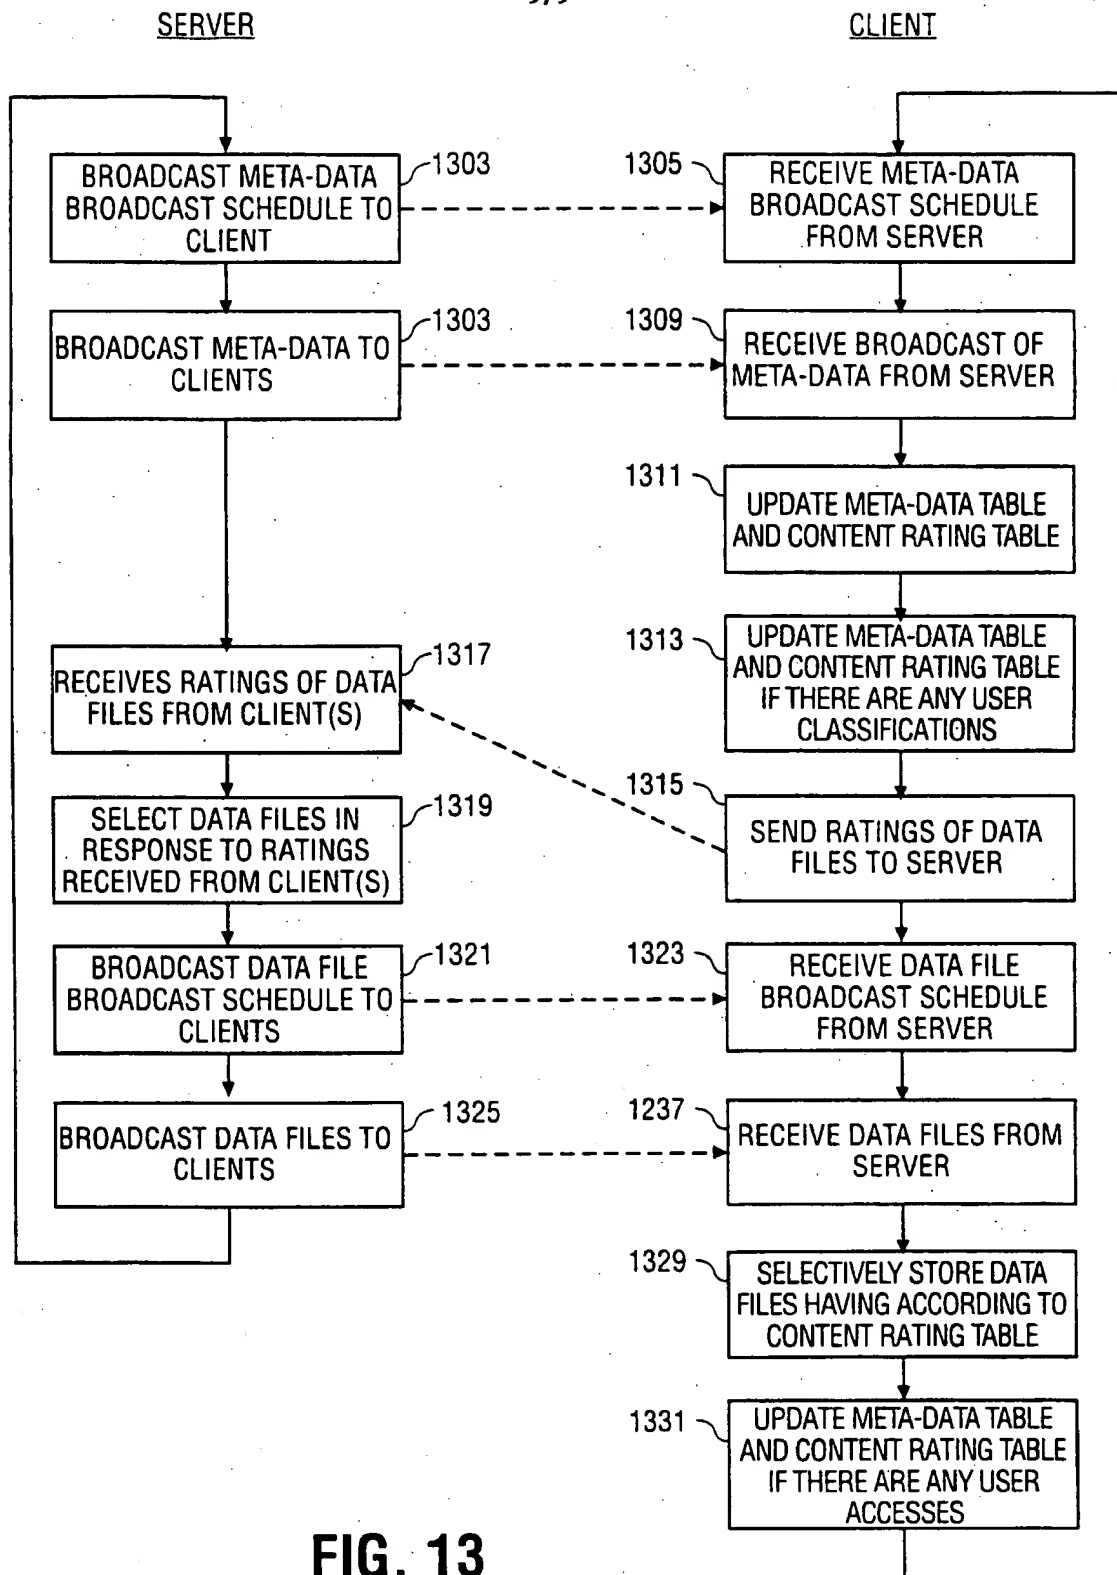 SERVER
CLIENT
BROADCAST META-DATA
BROADCAST SCHEDULE TO
CLIENT
1303
1305
RECEIVE META-DATA
BROADCAST SCHEDULE
FROM SERVER
BROADCAST META-DATA TO
CLIENTS
1303
1309
RECEIVE BROADCAST OF
META-DATA FROM SERVER
1311
UPDATE META-DATA TABLE
AND CONTENT RATING TABLE
1313
UPDATE META-DATA TABLE
AND CONTENT RATING TABLE
IF THERE ARE ANY USER
CLASSIFICATIONS
RECEIVES RATINGS OF DATA
FILES FROM CLIENT(S)
1317
1315
SEND RATINGS OF DATA
FILES TO SERVER
SELECT DATA FILES IN
RESPONSE TO RATINGS
RECEIVED FROM CLIENT(S)
1319
BROADCAST DATA FILE
BROADCAST SCHEDULE TO
CLIENTS
1321
1323
RECEIVE DATA FILE
BROADCAST SCHEDULE
FROM SERVER
BROADCAST DATA FILES TO
CLIENTS
1325
1237
RECEIVE DATA FILES FROM
SERVER
1329
SELECTIVELY STORE DATA
FILES HAVING ACCORDING TO
CONTENT RATING TABLE
1331
UPDATE META-DATA TABLE
AND CONTENT RATING TABLE
IF THERE ARE ANY USER
ACCESSES
FIG. 13